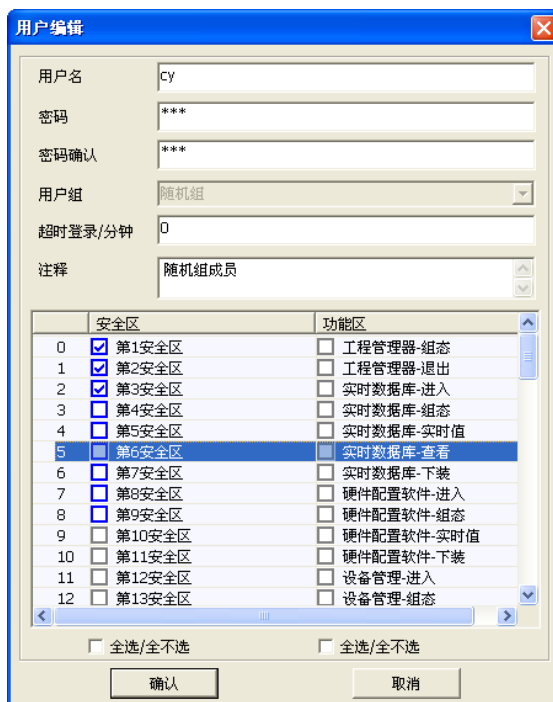 用户编辑
用户名 cy
密码 ***
密码确认 ***
用户组 随机组
超时登录/分钟 0
注释 随机组成员
安全区 功能区
0 第1安全区 工程管理器-组态
1 第2安全区 工程管理器-退出
2 第3安全区 实时数据库-进入
3 第4安全区 实时数据库-组态
4 第5安全区 实时数据库-实时值
5 第6安全区 实时数据库-查看
6 第7安全区 实时数据库-下装
7 第8安全区 硬件配置软件-进入
8 第9安全区 硬件配置软件-组态
9 第10安全区 硬件配置软件-实时值
10 第11安全区 硬件配置软件-下装
11 第12安全区 设备管理-进入
12 第13安全区 设备管理-组态
全选/全不选 全选/全不选
确认 取消